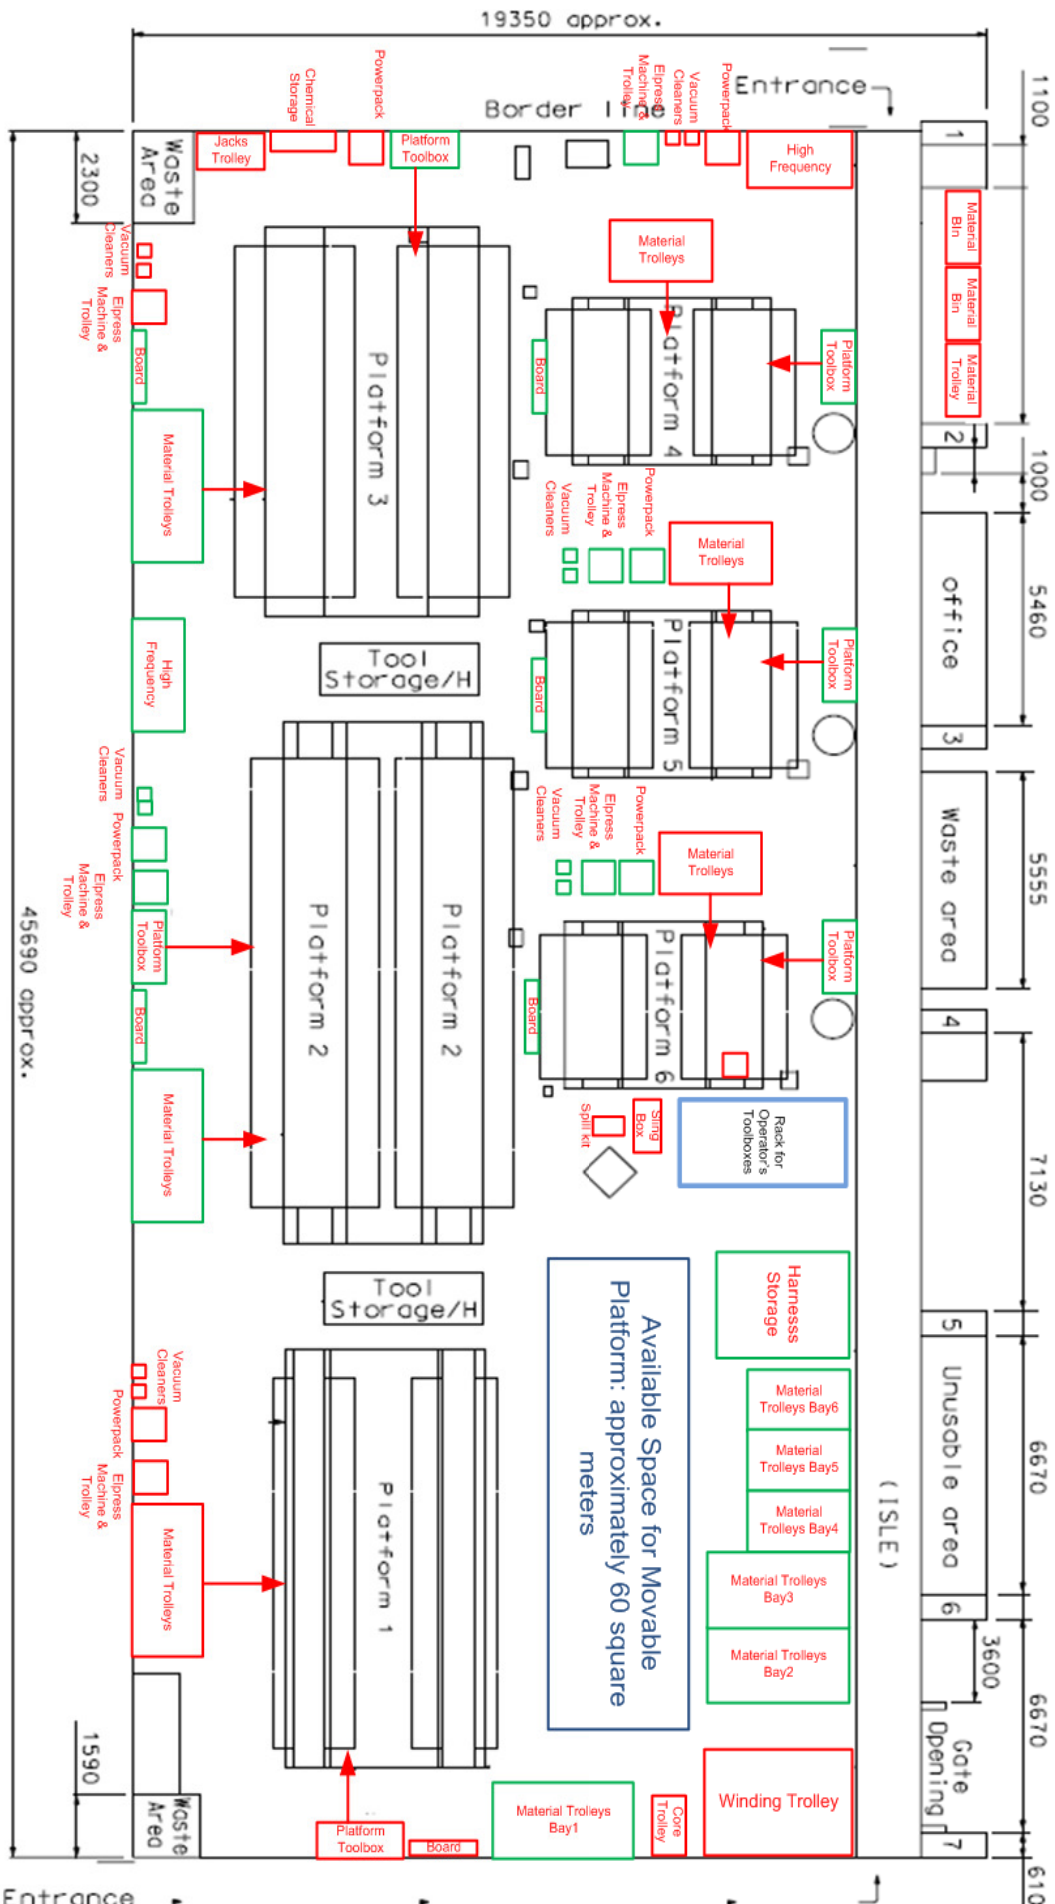 19350 approx.
1100
Entrance
Border line
Powerpack
Chemical
Storage
Elpress
Machine &
Trolley
Vacuum
Cleaners
Powerpack
Jacks
Trolley
Platform
Toolbox
High
Frequency
1
Waste
Area
2300
Vacuum
Cleaners
Elpress
Machine &
Trolley
Board
Material Trolleys
Platform 3
Material
Trolleys
Platform 4
Board
Platform
Toolbox
Material
BIn
Material
Bin
Material
Trolley
2
1000
Vacuum
Cleaners
Elpress
Machine &
Trolley
Powerpack
Material
Trolleys
office
5460
High
Frequency
Tool
Storage/H
Board
Platform 5
Platform
Toolbox
3
Vacuum
Cleaners
Powerpack
Elpress
Machine &
Trolley
Platform
Toolbox
Board
Material Trolleys
Platform 2
Platform 2
Vacuum
Cleaners
Elpress
Machine &
Trolley
Powerpack
Material
Trolleys
Waste area
5555
Board
Platform 6
Platform
Toolbox
4
45690 approx.
Spill kit
Sling
Box
Rack for
Operator's
Toolboxes
7130
Tool
Storage/H
Available Space for Movable
Platform: approximately 60 square
meters
Harnesss
Storage
5
Vacuum
Cleaners
Powerpack
Elpress
Machine &
Trolley
Material Trolleys
Platform 1
Material
Trolleys Bay6
Material
Trolleys Bay5
Material
Trolleys Bay4
Material Trolleys
Bay3
Material Trolleys
Bay2
(ISLE)
Unusable area
6670
6
3600
6670
Gate
Opening
1590
Waste
Area
Platform
Toolbox
Board
Material Trolleys
Bay1
Core
Trolley
Winding Trolley
7
610
Entrance